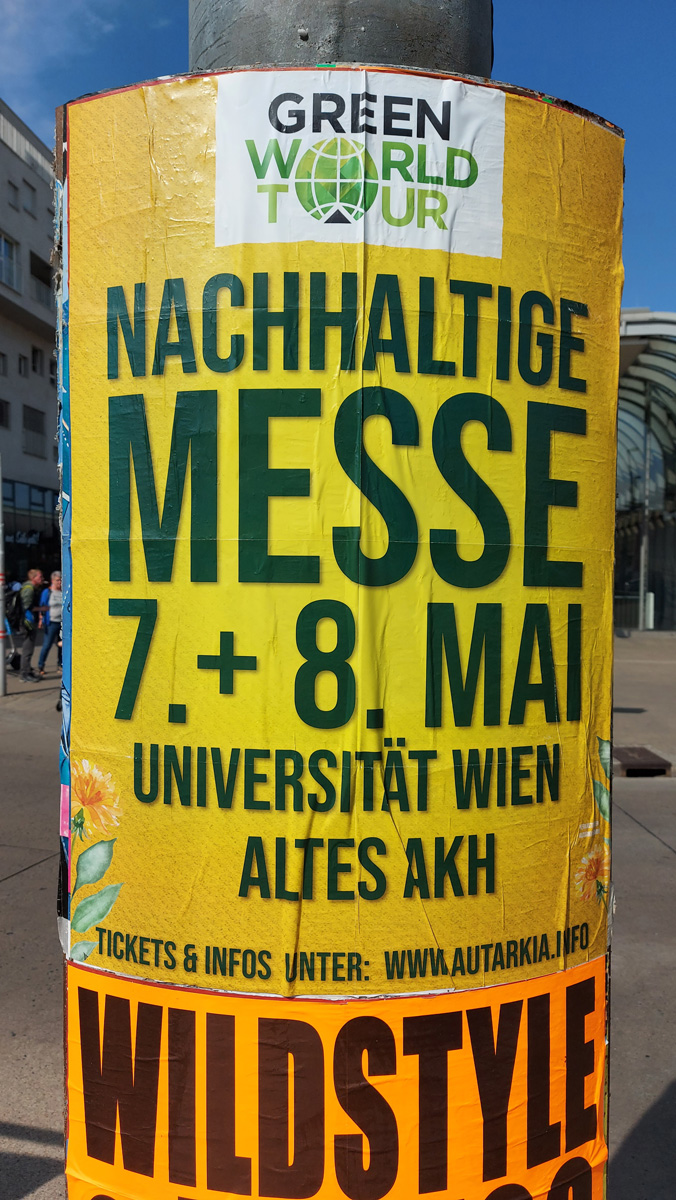 GREEN
WORLD
TOUR
NACHHALTIGE
MESSE
7.+ 8. MAI
UNIVERSITÄT WIEN
ALTES AKH
TICKETS & INFOS UNTER: WWW.AUTARKIA.INFO
WILDSTYLE